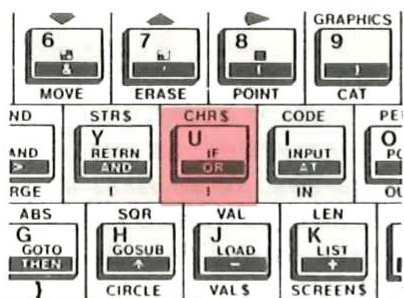 GRAPHICS
6 7 8 9
& ' ( )
MOVE ERASE POINT CAT
ND STR$ CHR$ CODE PE
Y U I O
AND RETRN IF INPUT PO
> AND OR AT
RGE IN OU
ABS SQR VAL LEN
G H J K
GOTO GOSUB LOAD LIST
THEN ↑ - +
} CIRCLE VAL$ SCREEN$